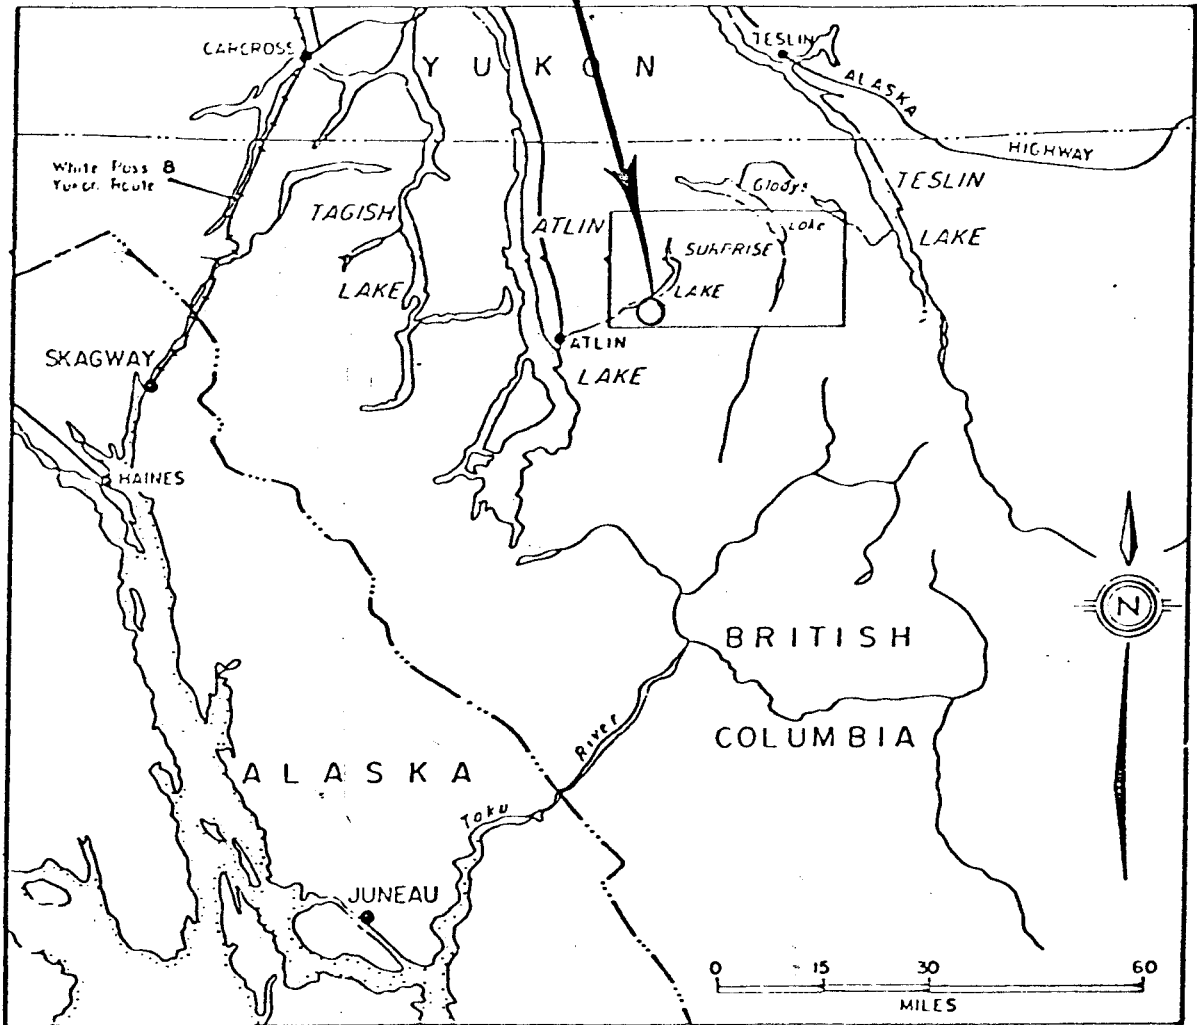 CARCROSS
YUKON
TESLIN
ALASKA
HIGHWAY
White Pass &
Yukon Route
TAGISH
LAKE
ATLIN
LAKE
Gladys
Lake
SURPRISE
LAKE
TESLIN
LAKE
ATLIN
SKAGWAY
HAINES
N
BRITISH
COLUMBIA
ALASKA
Taku River
JUNEAU
0 15 30 60
MILES